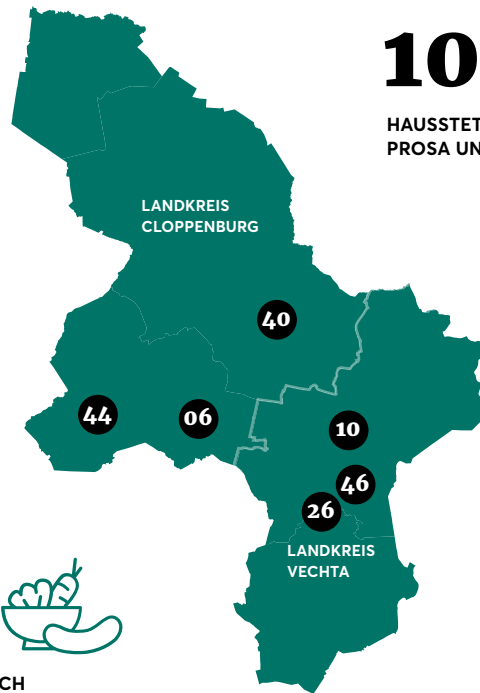 10
HAUSSTET
PROSA UN
LANDKREIS
CLOPPENBURG
40
44
06
10
46
26
LANDKREIS
VECHTA
CH